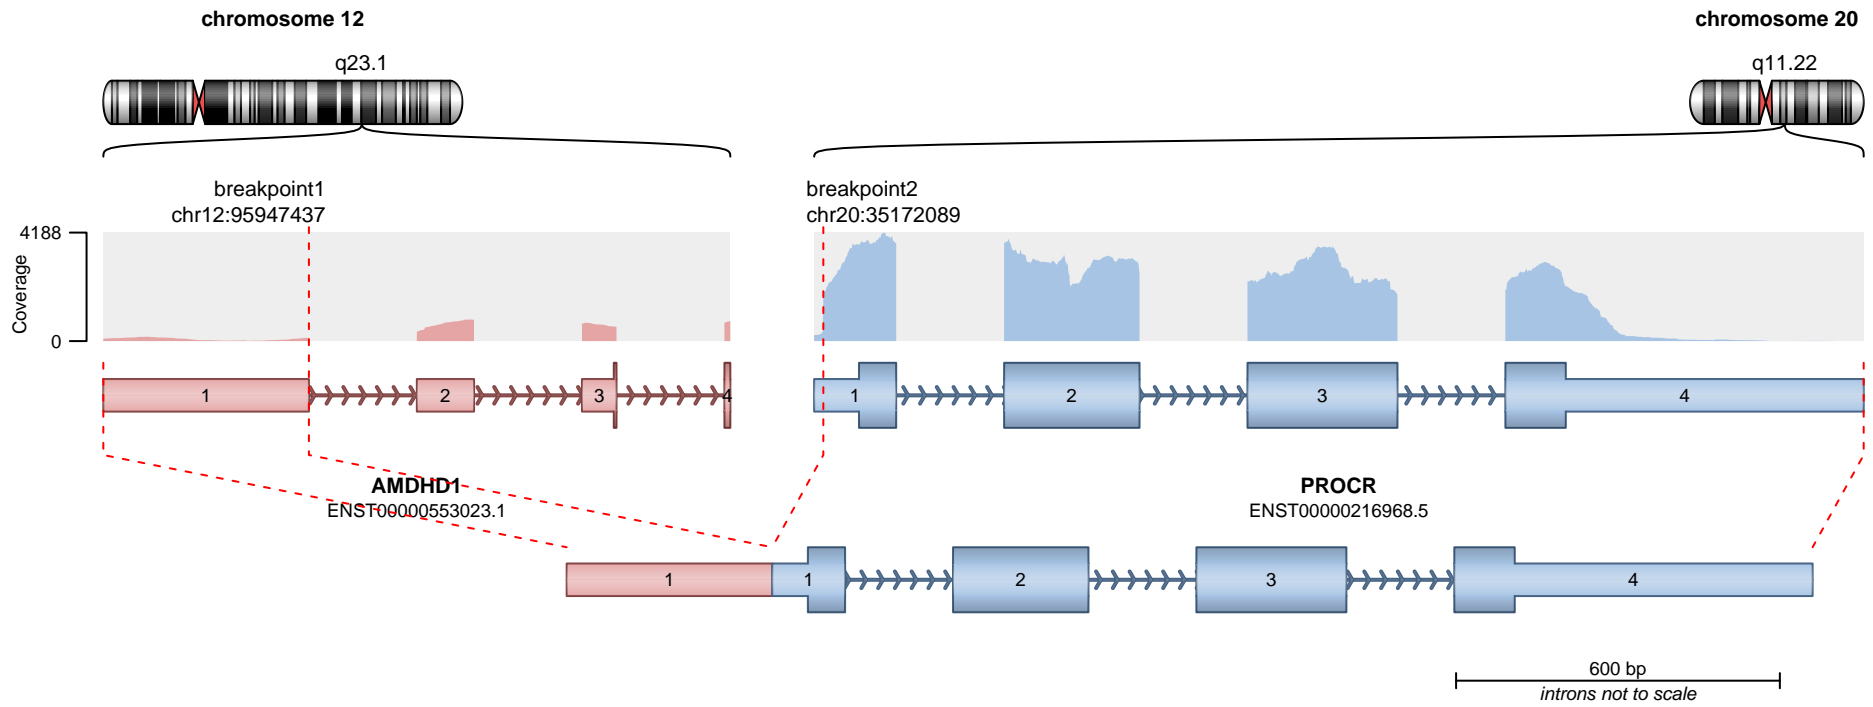 chromosome 12
chromosome 20
q23.1
q11.22
breakpoint1
chr12:95947437
breakpoint2
chr20:35172089
4188
Coverage
0
1
2
3
4
1
2
3
4
AMDHD1
ENST00000553023.1
PROCR
ENST00000216968.5
1
1
2
3
4
600 bp
introns not to scale